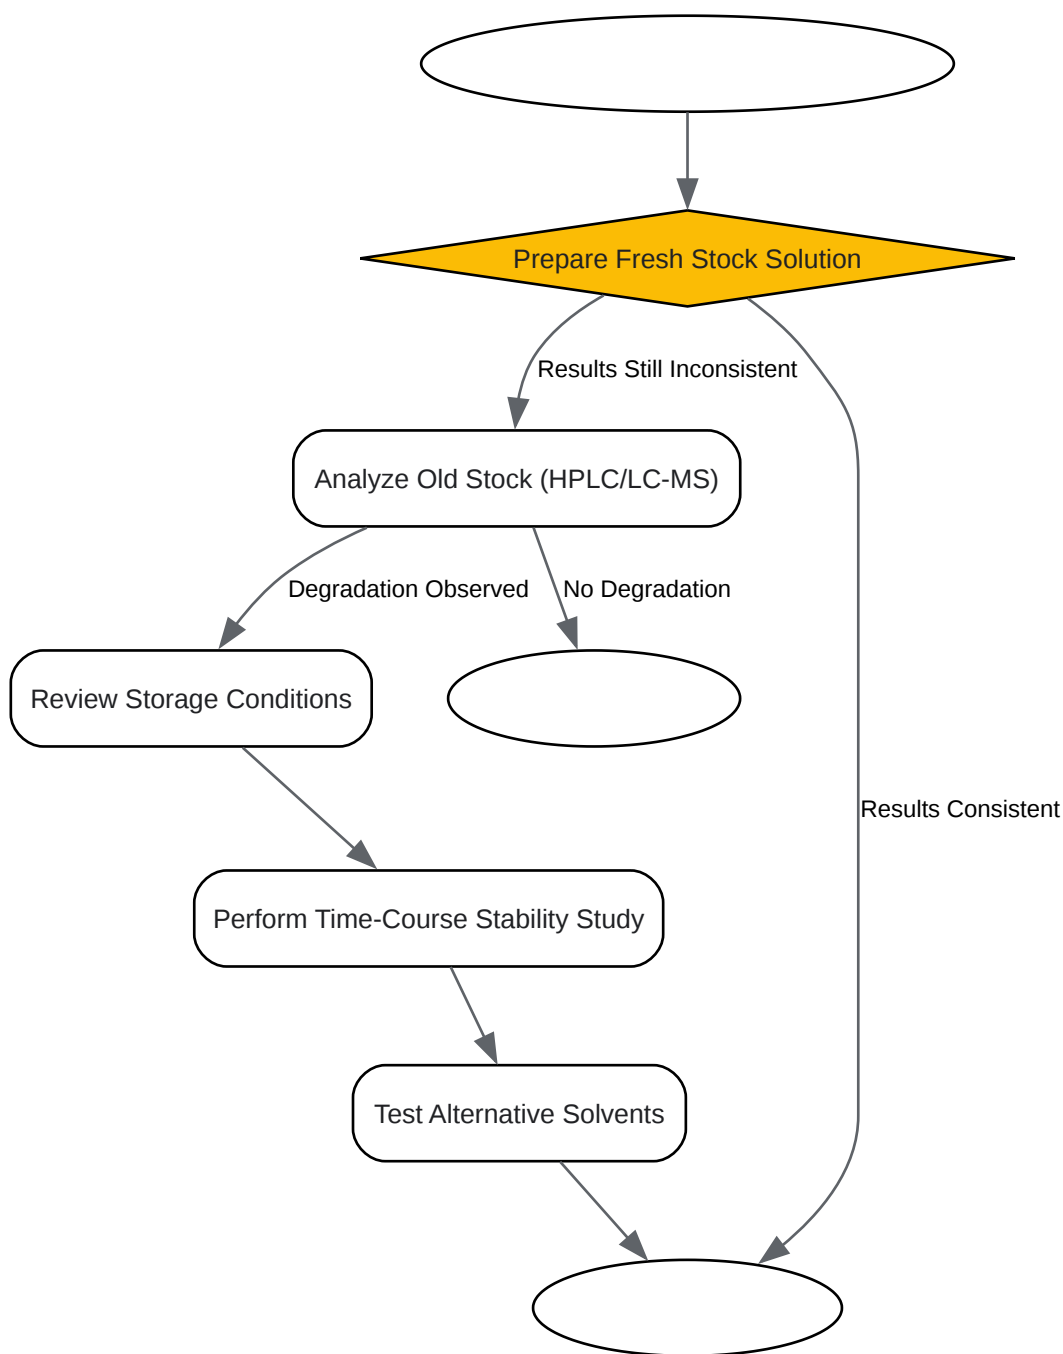 Prepare Fresh Stock Solution
Results Still Inconsistent
Analyze Old Stock (HPLC/LC-MS)
Degradation Observed
No Degradation
Review Storage Conditions
Results Consistent
Perform Time-Course Stability Study
Test Alternative Solvents